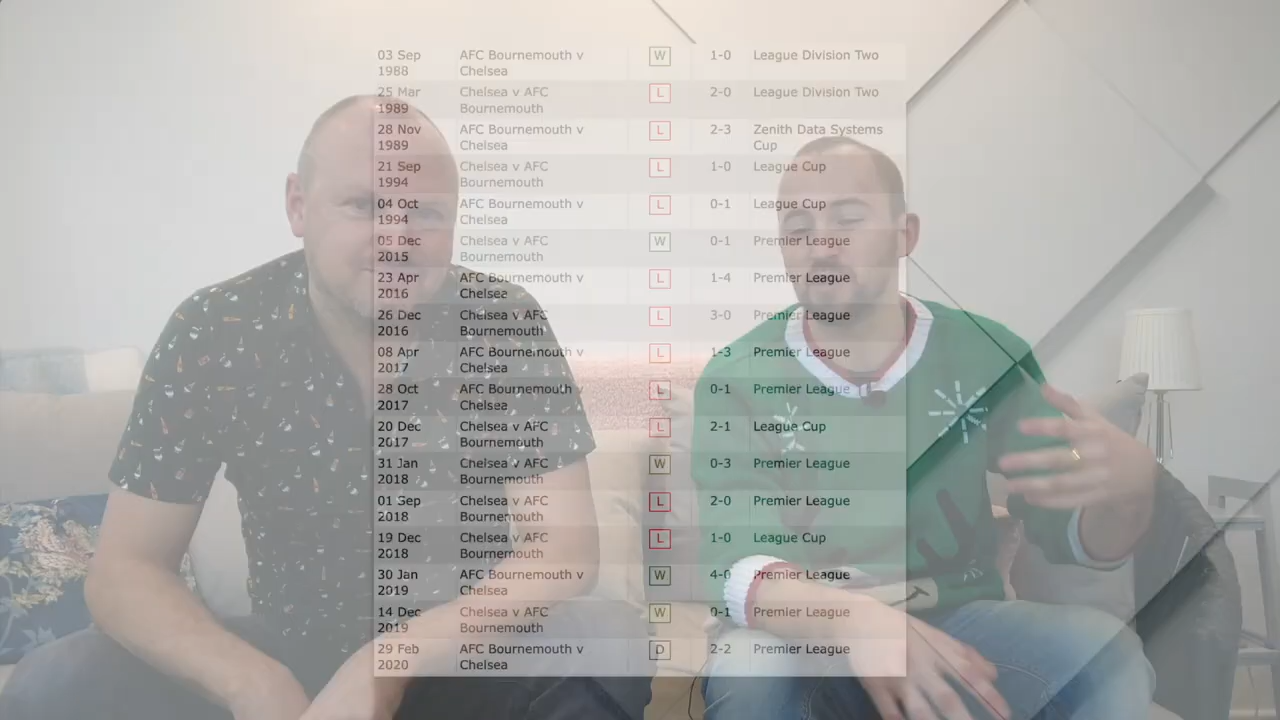 03 Sep 1988 AFC Bournemouth v Chelsea W 1-0 League Division Two
25 Mar 1989 Chelsea v AFC Bournemouth L 2-0 League Division Two
28 Nov 1989 AFC Bournemouth v Chelsea L 2-3 Zenith Data Systems Cup
21 Sep 1994 Chelsea v AFC Bournemouth L 1-0 League Cup
04 Oct 1994 AFC Bournemouth v Chelsea L 0-1 League Cup
05 Dec 2015 Chelsea v AFC Bournemouth W 0-1 Premier League
23 Apr 2016 AFC Bournemouth v Chelsea L 1-4 Premier League
26 Dec 2016 Chelsea v AFC Bournemouth L 3-0 Premier League
08 Apr 2017 AFC Bournemouth v Chelsea L 1-3 Premier League
28 Oct 2017 AFC Bournemouth v Chelsea L 0-1 Premier League
20 Dec 2017 Chelsea v AFC Bournemouth L 2-1 League Cup
31 Jan 2018 Chelsea v AFC Bournemouth W 0-3 Premier League
01 Sep 2018 Chelsea v AFC Bournemouth L 2-0 Premier League
19 Dec 2018 Chelsea v AFC Bournemouth L 1-0 League Cup
30 Jan 2019 AFC Bournemouth v Chelsea W 4-0 Premier League
14 Dec 2019 Chelsea v AFC Bournemouth W 0-1 Premier League
29 Feb 2020 AFC Bournemouth v Chelsea D 2-2 Premier League